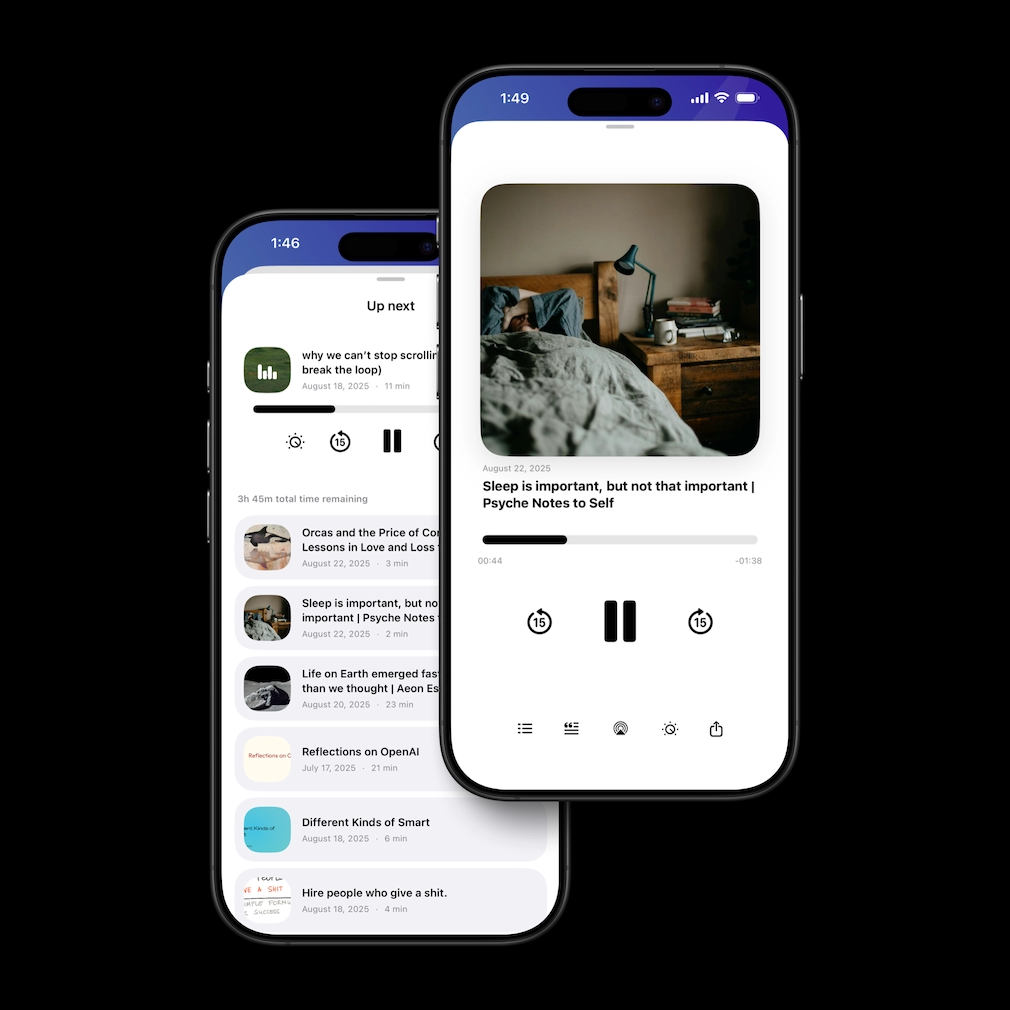 1:46
Up next
why we can't stop
break the loop)
August 18, 2025 · 11 min
15
3h 45m total time remaining
Orcas and the Price of
Lessons in Love and Loss
August 22, 2025 · 3 min
Sleep is important, but
important | Psyche Notes
August 22, 2025 · 2 min
Life on Earth emerged
than we thought | Aeon
August 20, 2025 · 23 min
Reflections on
Reflections on OpenAI
July 17, 2025 · 21 min
Kinds of
Different Kinds of Smart
August 18, 2025 · 6 min
A SHIT
SUCCESS
Hire people who give a shit.
August 18, 2025 · 4 min
1:49
August 22, 2025
Sleep is important, but not that important |
Psyche Notes to Self
00:44 -01:38
15 15